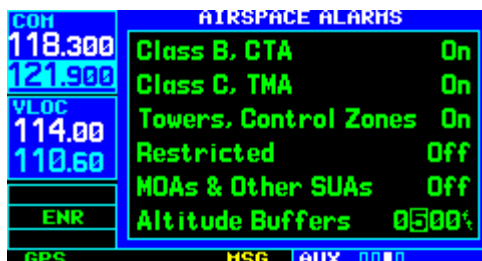 COM
118.300
121.900
VLOC
114.00
110.60
ENR
GPS
AIRSPACE ALARMS
Class B, CTA On
Class C, TMA On
Towers, Control Zones On
Restricted Off
MOAs & Other SUAs Off
Altitude Buffers 0500ft
MSG AUX